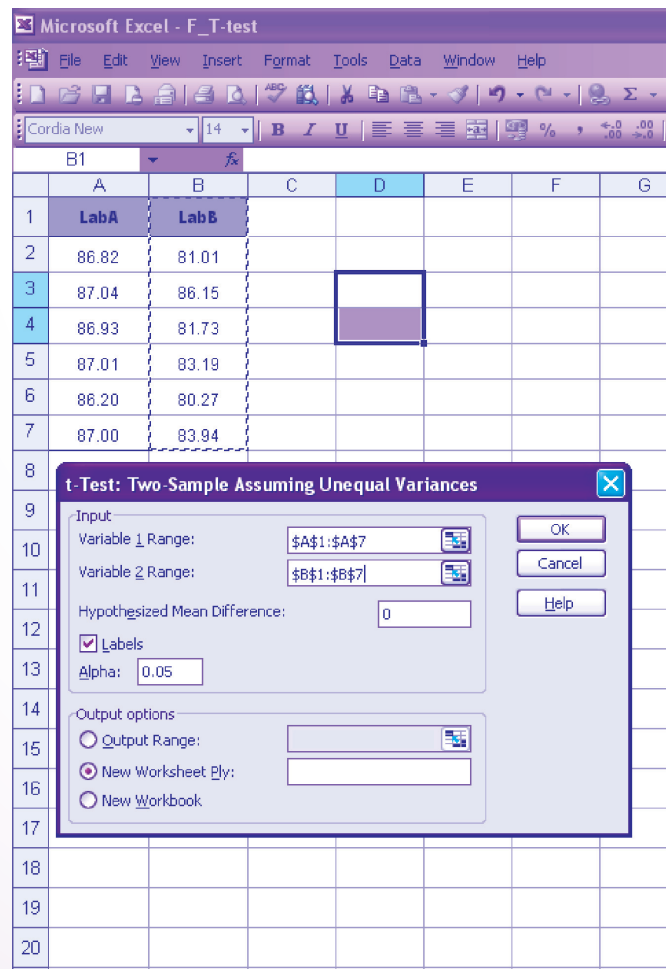 Microsoft Excel - F_T-test
File Edit View Insert Format Tools Data Window Help
ABC Σ
Cordia New 14 B I U a % , .0 .00 .00 .0
B1 fx
A B C D E F G
1 LabA LabB
2 86.82 81.01
3 87.04 86.15
4 86.93 81.73
5 87.01 83.19
6 86.20 80.27
7 87.00 83.94
8
t-Test: Two-Sample Assuming Unequal Variances
9 Input
Variable 1 Range: $A$1:$A$7 OK
10
Variable 2 Range: $B$1:$B$7 Cancel
11
Hypothesized Mean Difference: 0 Help
12
Labels
13 Alpha: 0.05
14 Output options
15 Output Range:
New Worksheet Ply:
16
New Workbook
17
18
19
20